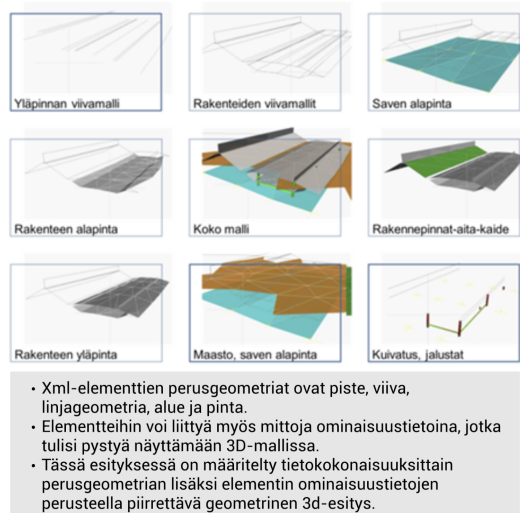 Yläpinnan viivamalli
Rakenteiden viivamallit
Saven alapinta
Rakenteen alapinta
Koko malli
Rakennepinnat-aita-kaide
Rakenteen yläpinta
Maasto, saven alapinta
Kuivatus, jalustat
• Xml-elementtien perusgeometriat ovat piste, viiva,
linjageometria, alue ja pinta.
• Elementteihin voi liittyä myös mittoja ominaisuustietoina, jotka
tulisi pystyä näyttämään 3D-mallissa.
• Tässä esityksessä on määritelty tietokokonaisuuksittain
perusgeometrian lisäksi elementin ominaisuustietojen
perusteella piirrettävä geometrinen 3d-esitys.